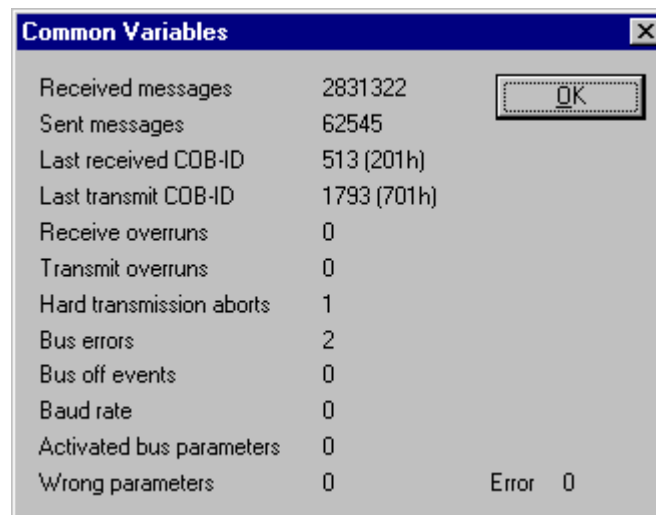 Common Variables
Received messages 2831322 OK
Sent messages 62545
Last received COB-ID 513 (201h)
Last transmit COB-ID 1793 (701h)
Receive overruns 0
Transmit overruns 0
Hard transmission aborts 1
Bus errors 2
Bus off events 0
Baud rate 0
Activated bus parameters 0
Wrong parameters 0 Error 0